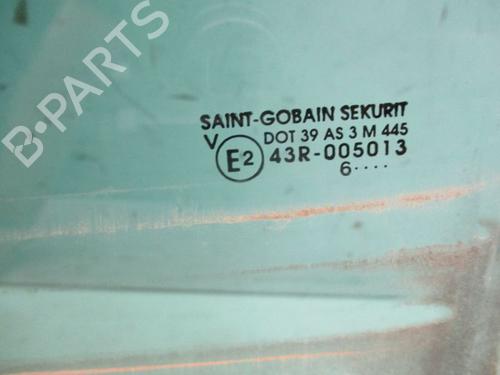 SAINT-GOBAIN SEKURIT
V DOT 39 AS 3 M 445
E2 43R-005013
6····
B-PARTS